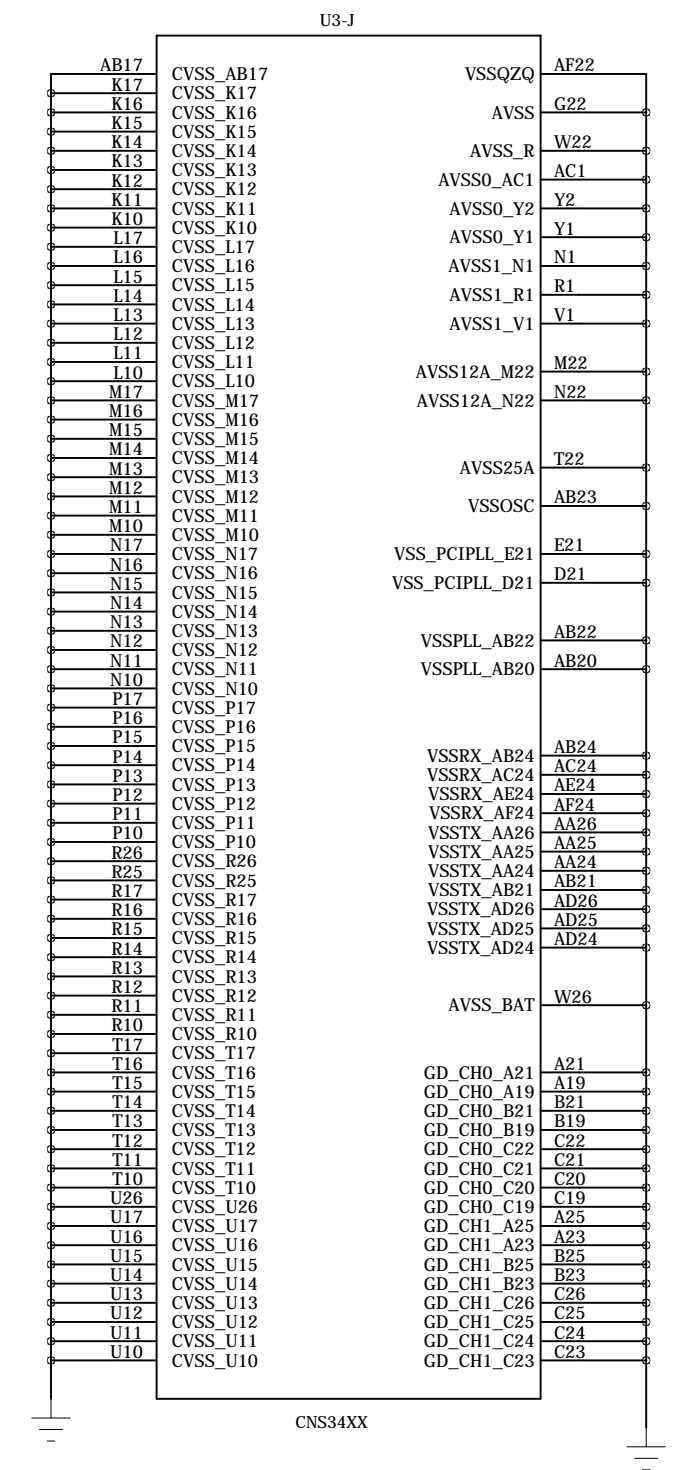 U3-J
AB17 CVSS_AB17
K17 CVSS_K17
K16 CVSS_K16
K15 CVSS_K15
K14 CVSS_K14
K13 CVSS_K13
K12 CVSS_K12
K11 CVSS_K11
K10 CVSS_K10
L17 CVSS_L17
L16 CVSS_L16
L15 CVSS_L15
L14 CVSS_L14
L13 CVSS_L13
L12 CVSS_L12
L11 CVSS_L11
L10 CVSS_L10
M17 CVSS_M17
M16 CVSS_M16
M15 CVSS_M15
M14 CVSS_M14
M13 CVSS_M13
M12 CVSS_M12
M11 CVSS_M11
M10 CVSS_M10
N17 CVSS_N17
N16 CVSS_N16
N15 CVSS_N15
N14 CVSS_N14
N13 CVSS_N13
N12 CVSS_N12
N11 CVSS_N11
N10 CVSS_N10
P17 CVSS_P17
P16 CVSS_P16
P15 CVSS_P15
P14 CVSS_P14
P13 CVSS_P13
P12 CVSS_P12
P11 CVSS_P11
P10 CVSS_P10
R26 CVSS_R26
R25 CVSS_R25
R17 CVSS_R17
R16 CVSS_R16
R15 CVSS_R15
R14 CVSS_R14
R13 CVSS_R13
R12 CVSS_R12
R11 CVSS_R11
R10 CVSS_R10
T17 CVSS_T17
T16 CVSS_T16
T15 CVSS_T15
T14 CVSS_T14
T13 CVSS_T13
T12 CVSS_T12
T11 CVSS_T11
T10 CVSS_T10
U26 CVSS_U26
U17 CVSS_U17
U16 CVSS_U16
U15 CVSS_U15
U14 CVSS_U14
U13 CVSS_U13
U12 CVSS_U12
U11 CVSS_U11
U10 CVSS_U10
VSSQZQ AF22
AVSS G22
AVSS_R W22
AVSS0_AC1 AC1
AVSS0_Y2 Y2
AVSS0_Y1 Y1
AVSS1_N1 N1
AVSS1_R1 R1
AVSS1_V1 V1
AVSS12A_M22 M22
AVSS12A_N22 N22
AVSS25A T22
VSSOSC AB23
VSS_PCIPLL_E21 E21
VSS_PCIPLL_D21 D21
VSSPLL_AB22 AB22
VSSPLL_AB20 AB20
VSSRX_AB24 AB24
VSSRX_AC24 AC24
VSSRX_AE24 AE24
VSSRX_AF24 AF24
VSSTX_AA26 AA26
VSSTX_AA25 AA25
VSSTX_AA24 AA24
VSSTX_AB21 AB21
VSSTX_AD26 AD26
VSSTX_AD25 AD25
VSSTX_AD24 AD24
AVSS_BAT W26
GD_CH0_A21 A21
GD_CH0_A19 A19
GD_CH0_B21 B21
GD_CH0_B19 B19
GD_CH0_C22 C22
GD_CH0_C21 C21
GD_CH0_C20 C20
GD_CH0_C19 C19
GD_CH1_A25 A25
GD_CH1_A23 A23
GD_CH1_B25 B25
GD_CH1_B23 B23
GD_CH1_C26 C26
GD_CH1_C25 C25
GD_CH1_C24 C24
GD_CH1_C23 C23
CNS34XX